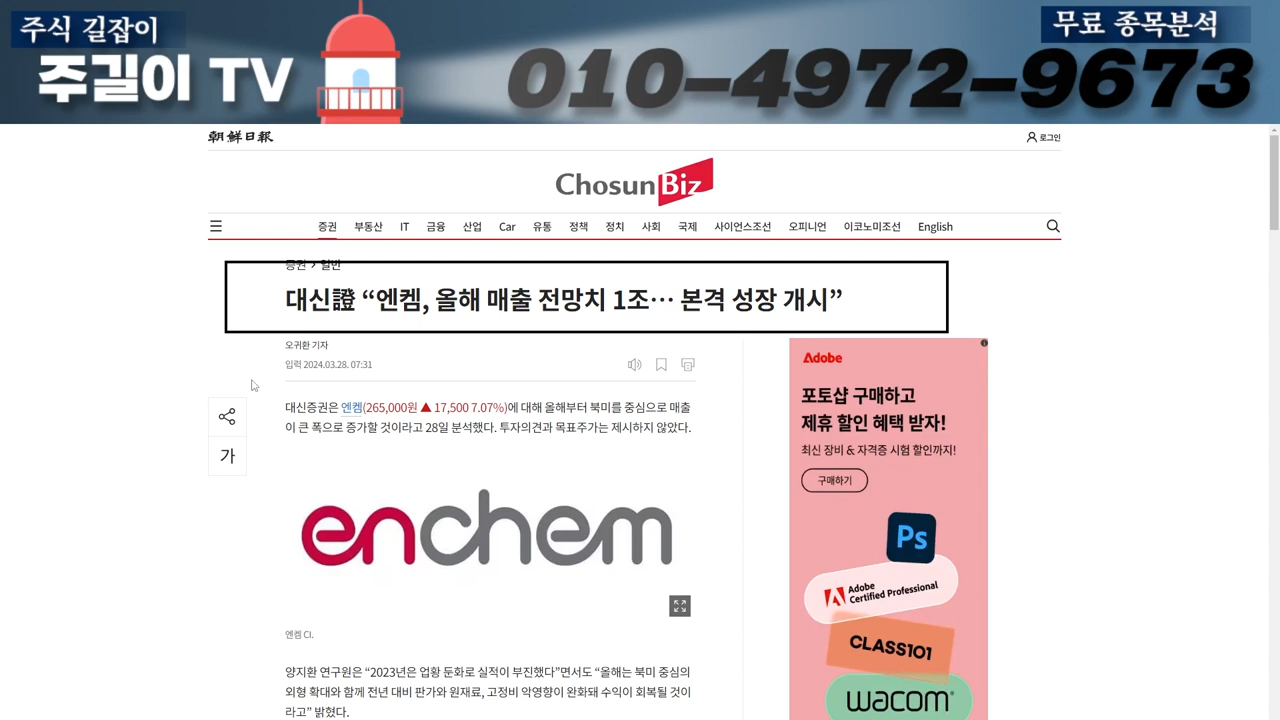 주식 길잡이
주길이 TV
무료 종목분석
010-4972-9673
朝鮮日報
로그인
ChosunBiz
증권 부동산 IT 금융 산업 Car 유통 정책 정치 사회 국제 사이언스조선 오피니언 이코노미조선 English
증권 > 일반
대신證 “엔켐, 올해 매출 전망치 1조… 본격 성장 개시”
오귀환 기자
입력 2024.03.28. 07:31
가
대신증권은 엔켐(265,000원 ▲ 17,500 7.07%)에 대해 올해부터 북미를 중심으로 매출
이 큰 폭으로 증가할 것이라고 28일 분석했다. 투자의견과 목표주가는 제시하지 않았다.
enchem
엔켐 CI.
양지환 연구원은 “2023년은 업황 둔화로 실적이 부진했다”면서도 “올해는 북미 중심의
외형 확대와 함께 전년 대비 판가와 원재료, 고정비 악영향이 완화돼 수익이 회복될 것이
라고” 밝혔다.
Adobe
포토샵 구매하고
제휴 할인 혜택 받자!
최신 장비 & 자격증 시험 할인까지!
구매하기
Ps
Adobe
Certified Professional
CLASS101
wacom